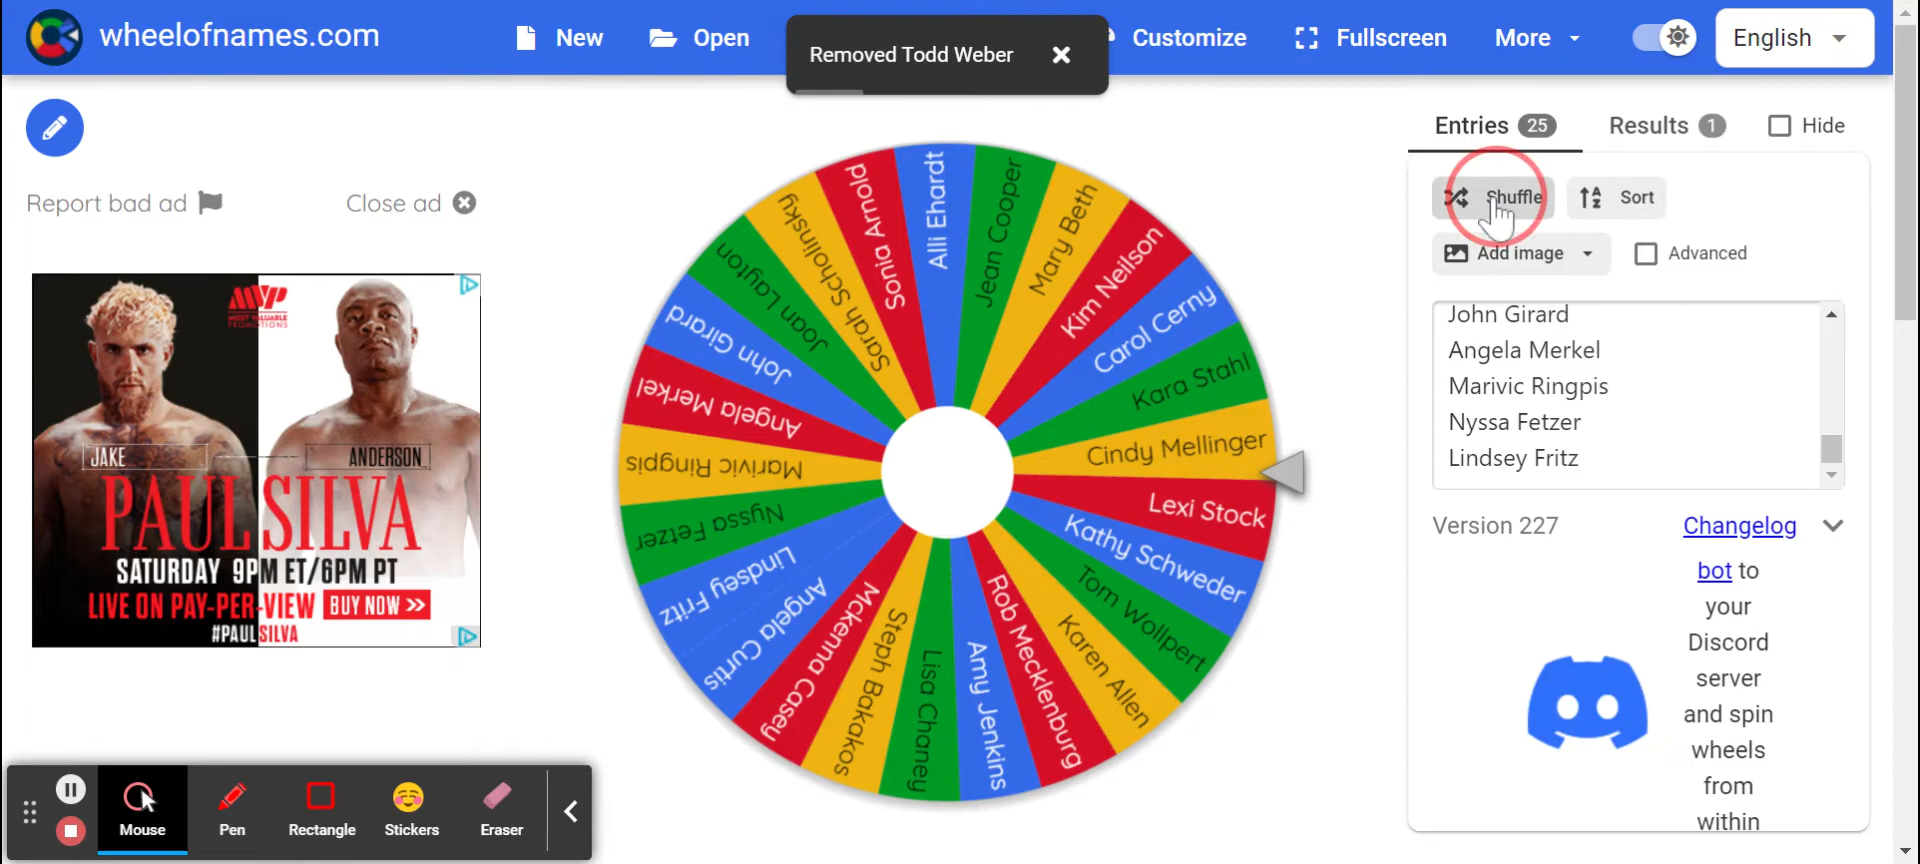 wheelofnames.com
New
Open
Removed Todd Weber
Customize
Fullscreen
More
English
Report bad ad
Close ad
MVP
MOST VALUABLE
PROMOTIONS
JAKE
ANDERSON
PAUL SILVA
SATURDAY 9PM ET/6PM PT
LIVE ON PAY-PER-VIEW BUY NOW >>
#PAULSILVA
Alli Ehardt
Jean Cooper
Mary Beth
Kim Neilson
Carol Cerny
Kara Stahl
Cindy Mellinger
Lexi Stock
Kathy Schweder
Tom Wollpert
Karen Allen
Rob Mecklenburg
Amy Jenkins
Lisa Chaney
Steph Bakakos
Mckenna Casey
Angela Curtis
Lindsey Fritz
Nyssa Fetzer
Marivic Ringpis
Angela Merkel
John Girard
Joan Layton
Sarah Scholinsky
Sonia Arnold
Entries 25
Results 1
Hide
Shuffle
Sort
Add image
Advanced
John Girard
Angela Merkel
Marivic Ringpis
Nyssa Fetzer
Lindsey Fritz
Version 227
Changelog
bot to
your
Discord
server
and spin
wheels
from
within
Mouse
Pen
Rectangle
Stickers
Eraser